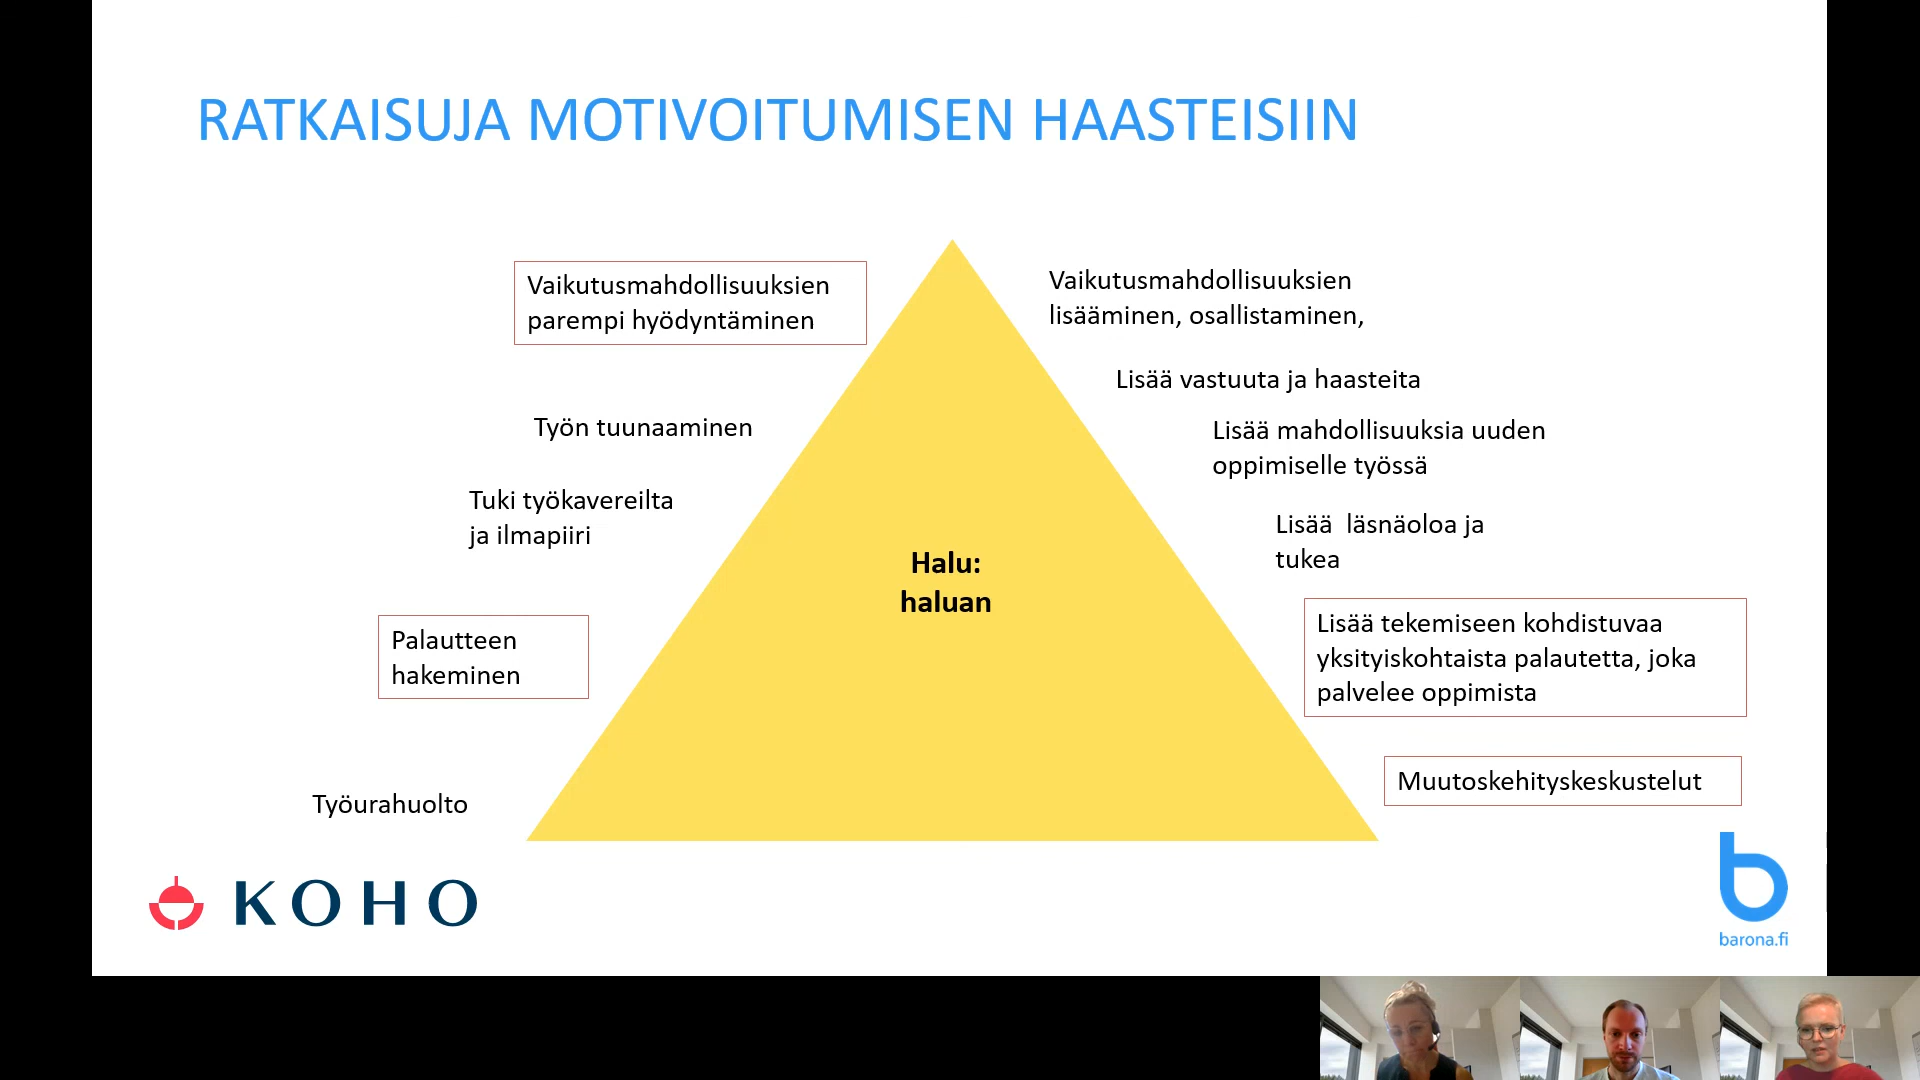 RATKAISUJA MOTIVOITUMISEN HAASTEISIIN
Vaikutusmahdollisuuksien
parempi hyödyntäminen
Työn tuunaaminen
Tuki työkavereilta
ja ilmapiiri
Palautteen
hakeminen
Työurahuolto
Halu:
haluan
Vaikutusmahdollisuuksien
lisääminen, osallistaminen,
Lisää vastuuta ja haasteita
Lisää mahdollisuuksia uuden
oppimiselle työssä
Lisää läsnäoloa ja
tukea
Lisää tekemiseen kohdistuvaa
yksityiskohtaista palautetta, joka
palvelee oppimista
Muutoskehityskeskustelut
KOHO
b
barona.fi